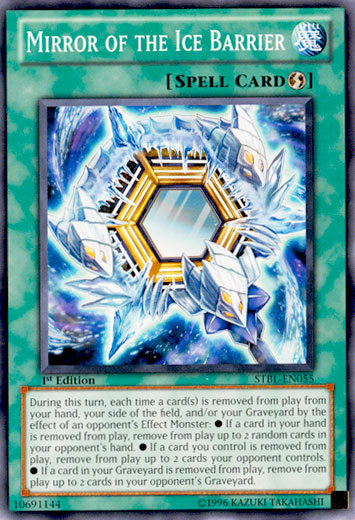 MIRROR OF THE ICE BARRIER 魔
[SPELL CARD]
1st Edition
STBL-EN055
During this turn, each time a card(s) is removed from play from
your hand, your side of the field, and/or your Graveyard by the
effect of an opponent's Effect Monster: ● If a card in your hand
is removed from play, remove from play up to 2 random cards in
your opponent's hand. ● If a card you control is removed from
play, remove from play up to 2 cards your opponent controls.
● If a card in your Graveyard is removed from play, remove from
play up to 2 cards in your opponent's Graveyard.
10691144
©1996 KAZUKI TAKAHASHI